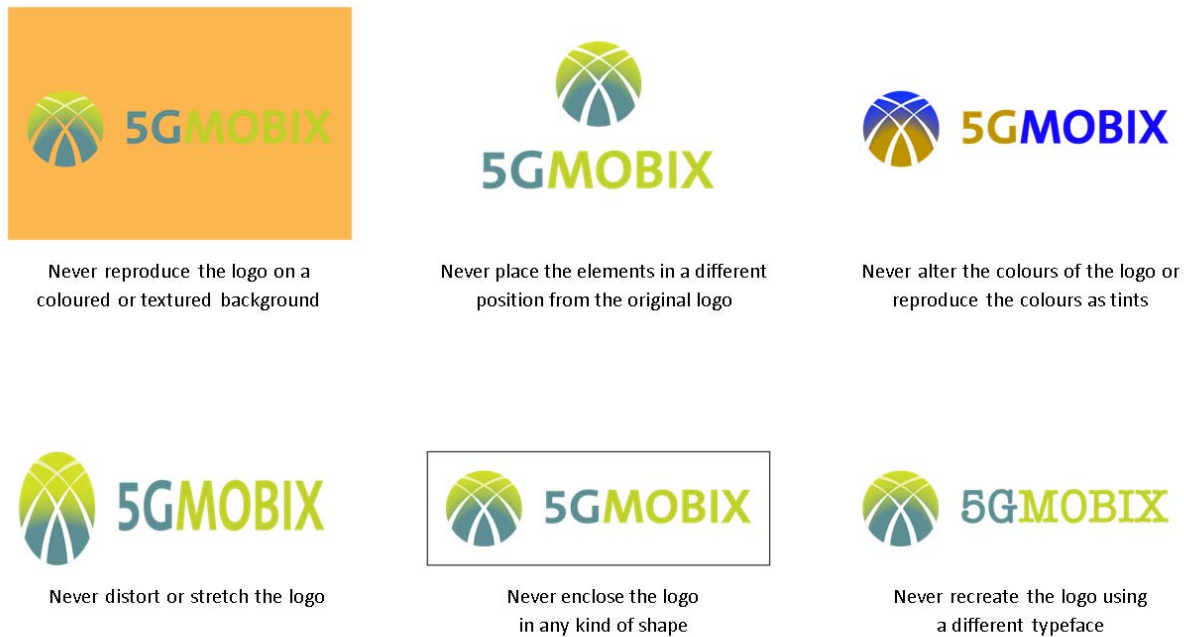 5GMOBIX
Never reproduce the logo on a
coloured or textured background
5GMOBIX
Never place the elements in a different
position from the original logo
5GMOBIX
Never alter the colours of the logo or
reproduce the colours as tints
5GMOBIX
Never distort or stretch the logo
5GMOBIX
Never enclose the logo
in any kind of shape
5GMOBIX
Never recreate the logo using
a different typeface